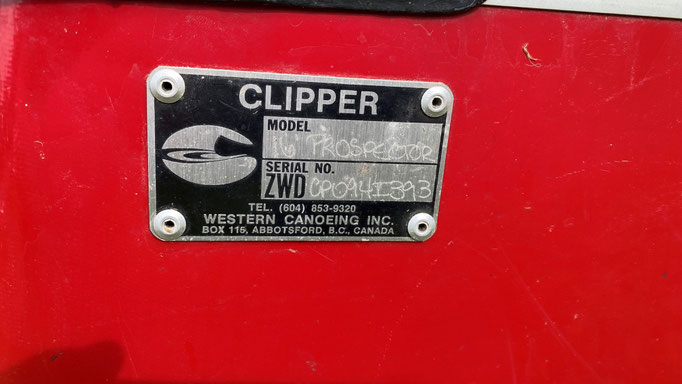 CLIPPER
MODEL
16 PROSPECTOR
SERIAL NO.
ZWD
TEL. (604) 853-9320
WESTERN CANOEING INC.
BOX 115, ABBOTSFORD, B.C., CANADA